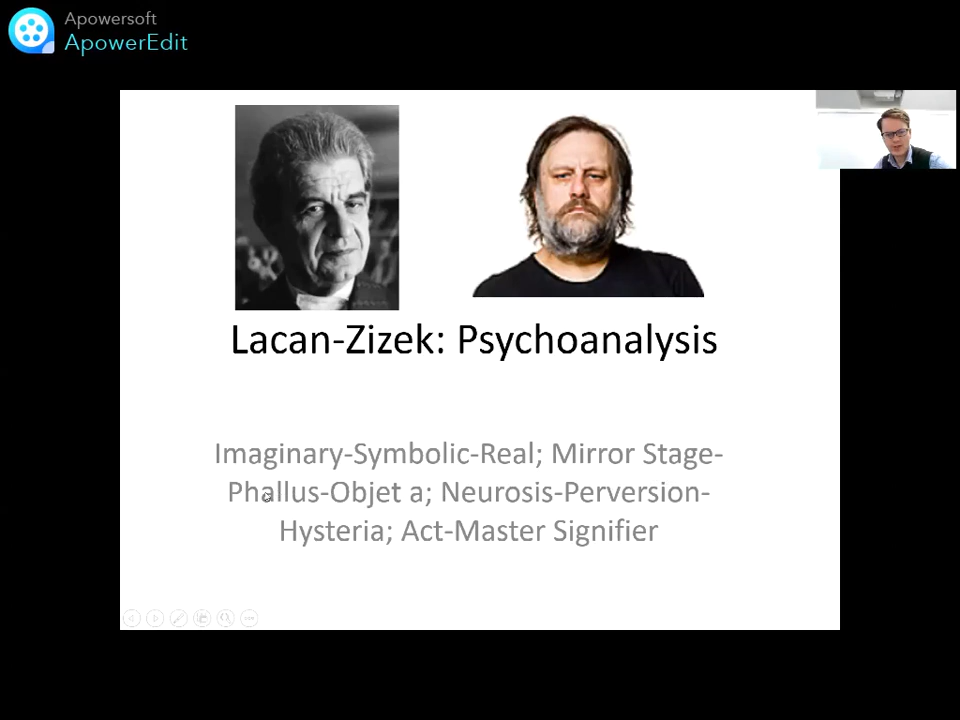 Apowersoft
ApowerEdit
Lacan-Zizek: Psychoanalysis
Imaginary-Symbolic-Real; Mirror Stage-
Phallus-Objet a; Neurosis-Perversion-
Hysteria; Act-Master Signifier